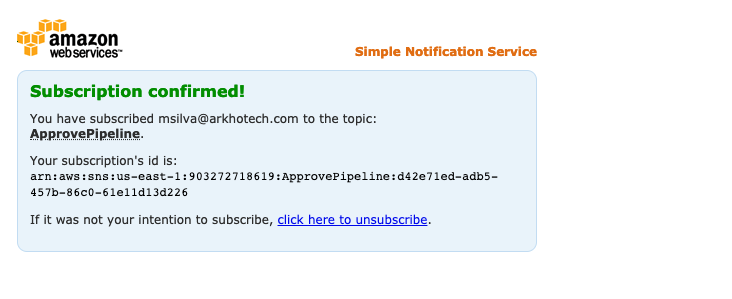 amazon
web services™
Simple Notification Service
Subscription confirmed!
You have subscribed msilva@arkhotech.com to the topic:
ApprovePipeline.
Your subscription's id is:
arn:aws:sns:us-east-1:903272718619:ApprovePipeline:d42e71ed-adb5-
457b-86c0-61e11d13d226
If it was not your intention to subscribe, click here to unsubscribe.